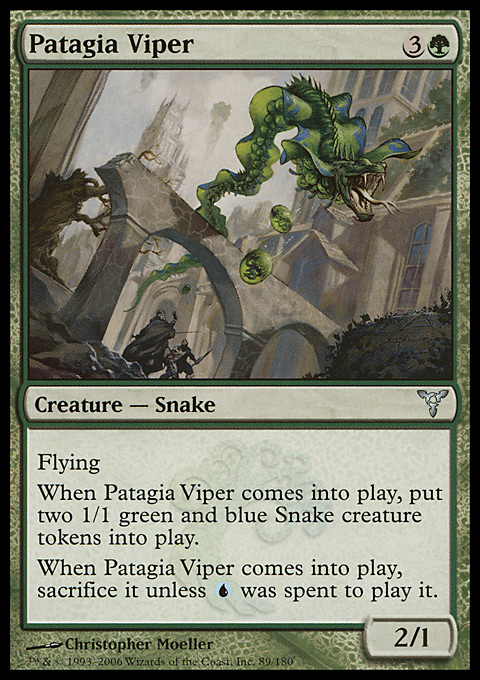 Patagia Viper 3
Creature — Snake
Flying
When Patagia Viper comes into play, put
two 1/1 green and blue Snake creature
tokens into play.
When Patagia Viper comes into play,
sacrifice it unless was spent to play it.
2/1
Christopher Moeller
™ & © 1993–2006 Wizards of the Coast, Inc. 89/180